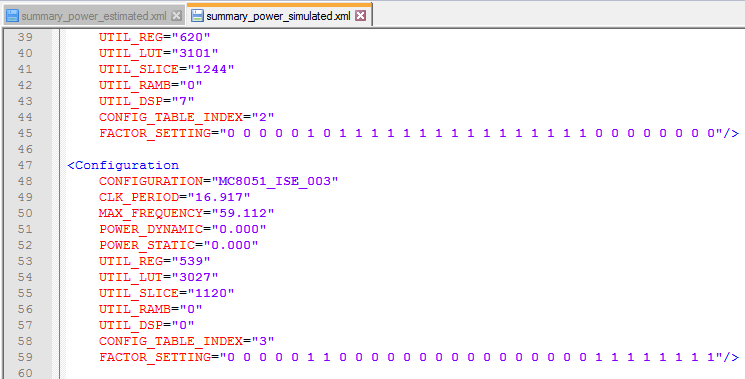 summary_power_estimated.xml summary_power_simulated.xml
39 UTIL_REG="620"
40 UTIL_LUT="3101"
41 UTIL_SLICE="1244"
42 UTIL_RAMB="0"
43 UTIL_DSP="7"
44 CONFIG_TABLE_INDEX="2"
45 FACTOR_SETTING="0 0 0 0 0 1 0 1 1 1 1 1 1 1 1 1 1 1 1 1 1 1 1 0 0 0 0 0 0 0 0"/>
46
47 <Configuration
48 CONFIGURATION="MC8051_ISE_003"
49 CLK_PERIOD="16.917"
50 MAX_FREQUENCY="59.112"
51 POWER_DYNAMIC="0.000"
52 POWER_STATIC="0.000"
53 UTIL_REG="539"
54 UTIL_LUT="3027"
55 UTIL_SLICE="1120"
56 UTIL_RAMB="0"
57 UTIL_DSP="0"
58 CONFIG_TABLE_INDEX="3"
59 FACTOR_SETTING="0 0 0 0 0 1 1 0 0 0 0 0 0 0 0 0 0 0 0 0 0 0 0 1 1 1 1 1 1 1 1"/>
60